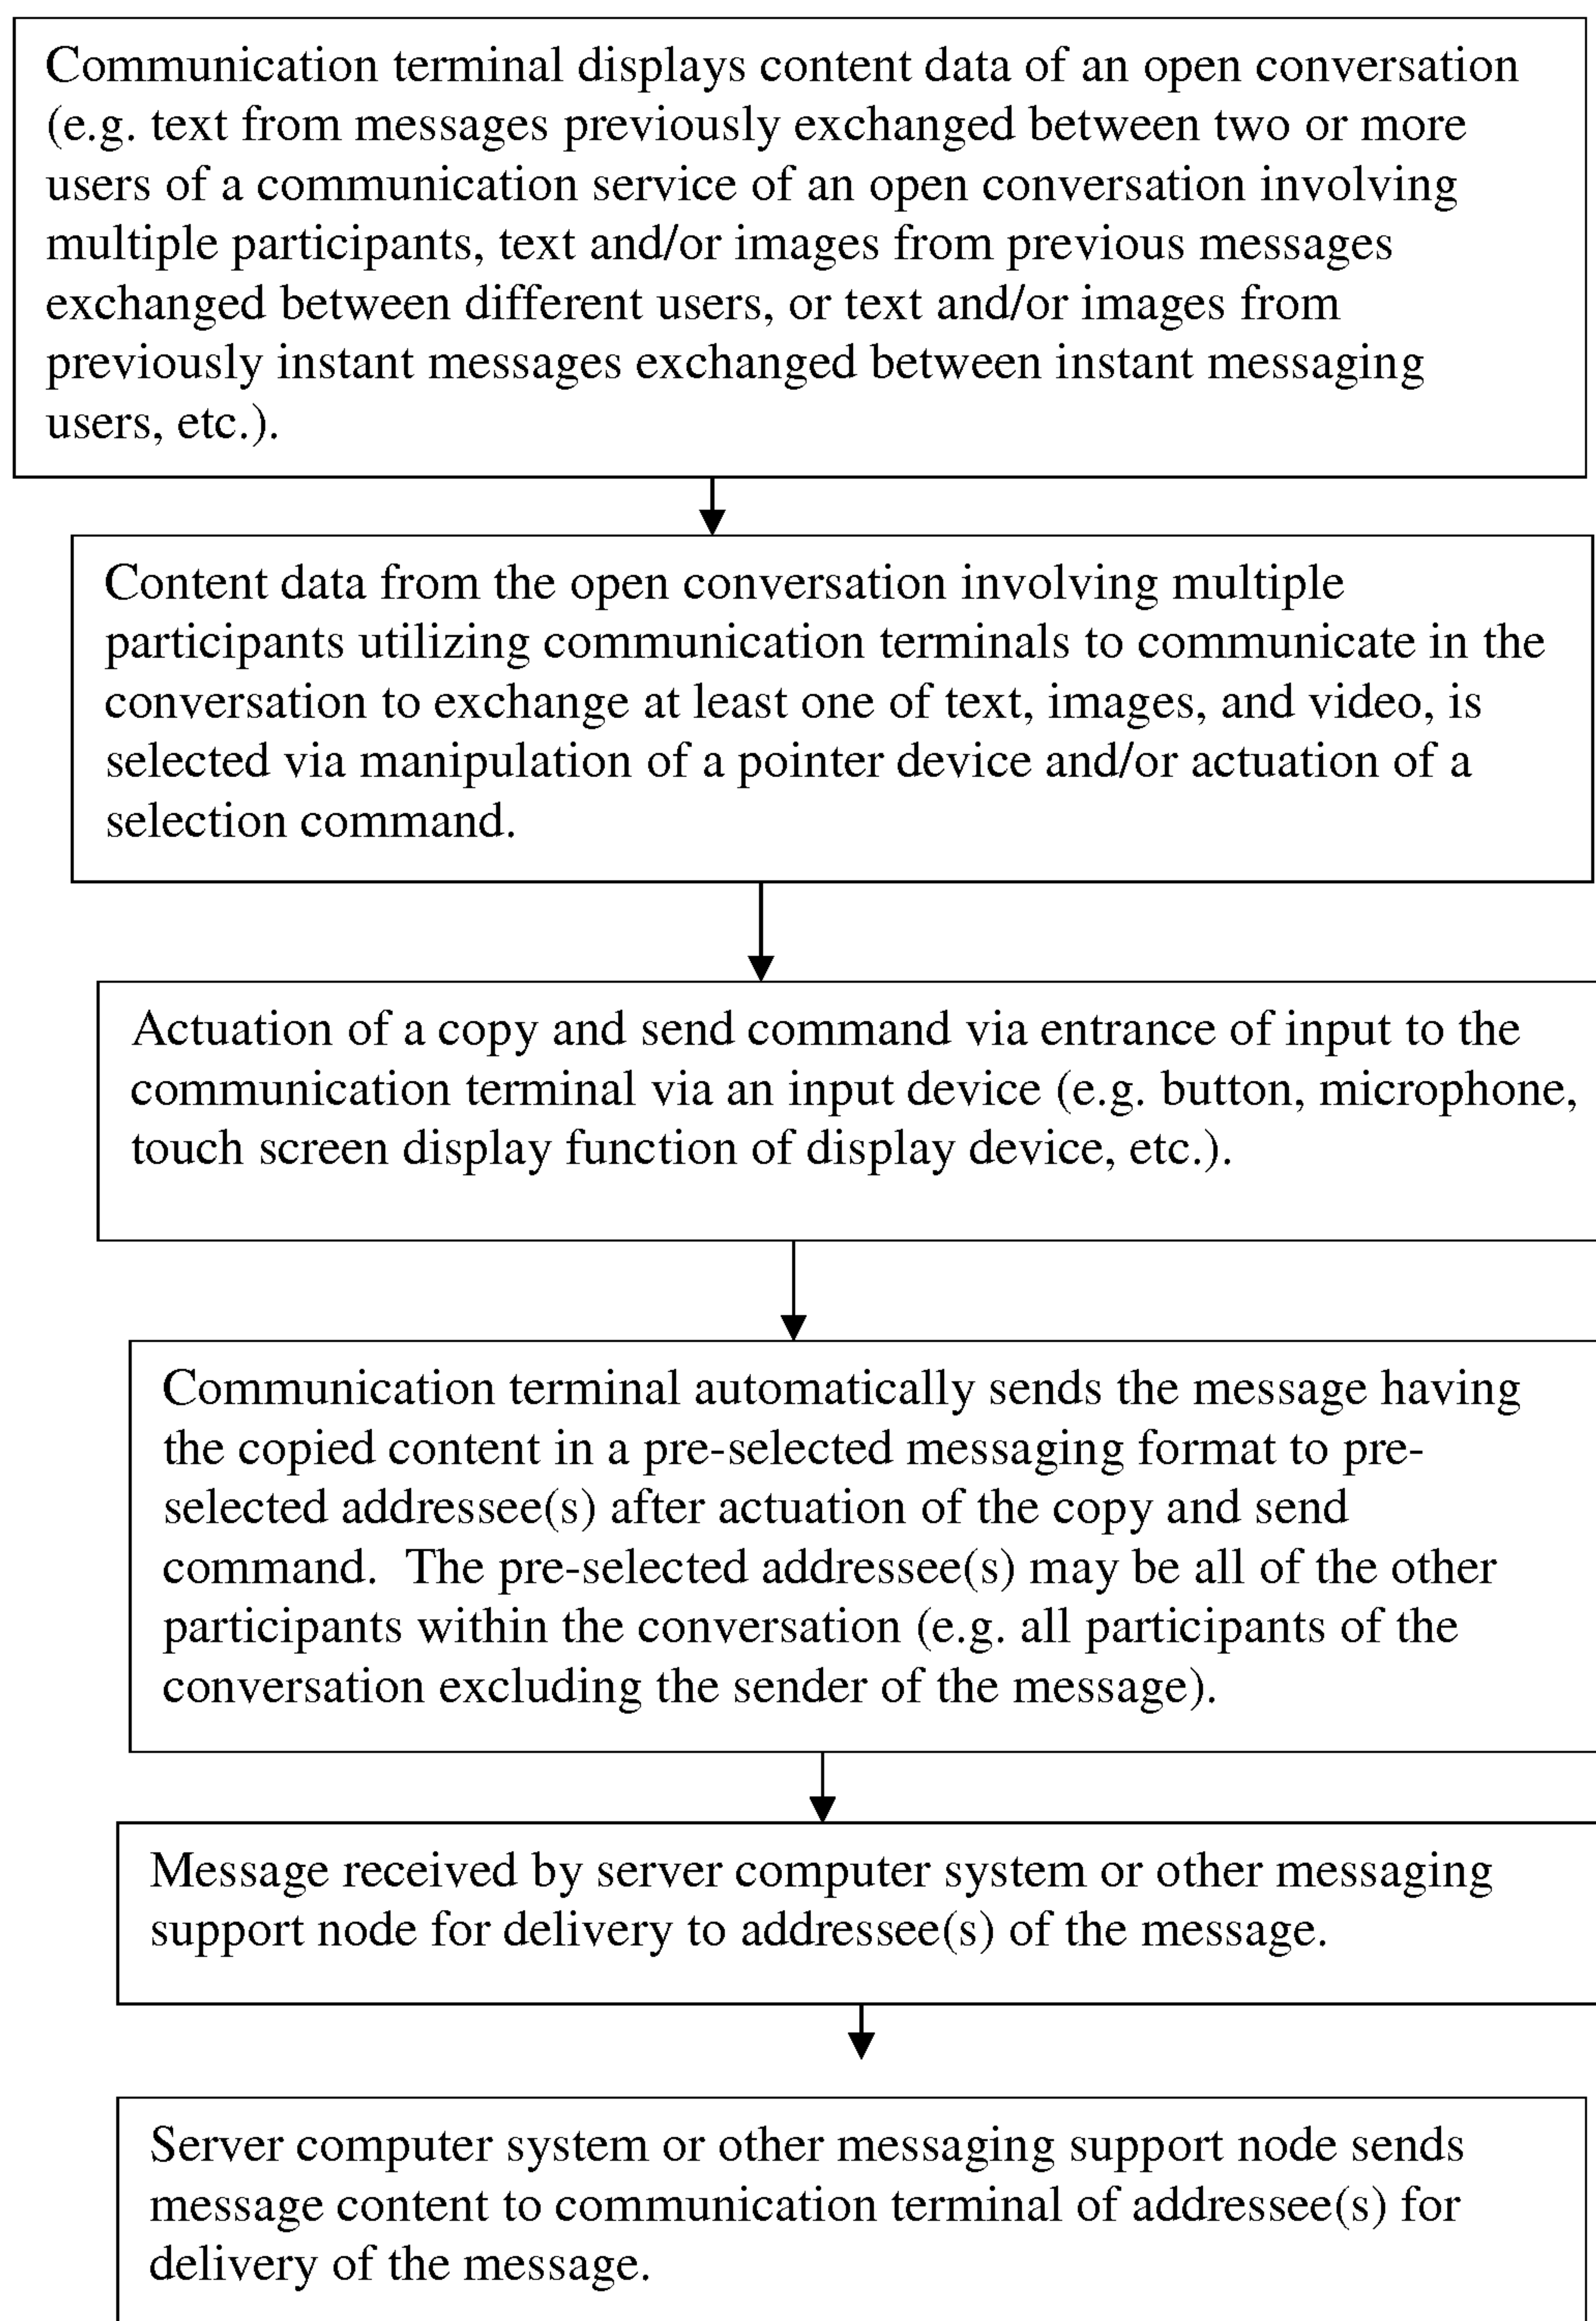 Communication terminal displays content data of an open conversation
(e.g. text from messages previously exchanged between two or more
users of a communication service of an open conversation involving
multiple participants, text and/or images from previous messages
exchanged between different users, or text and/or images from
previously instant messages exchanged between instant messaging
users, etc.).
Content data from the open conversation involving multiple
participants utilizing communication terminals to communicate in the
conversation to exchange at least one of text, images, and video, is
selected via manipulation of a pointer device and/or actuation of a
selection command.
Actuation of a copy and send command via entrance of input to the
communication terminal via an input device (e.g. button, microphone,
touch screen display function of display device, etc.).
Communication terminal automatically sends the message having
the copied content in a pre-selected messaging format to pre-
selected addressee(s) after actuation of the copy and send
command.  The pre-selected addressee(s) may be all of the other
participants within the conversation (e.g. all participants of the
conversation excluding the sender of the message).
Message received by server computer system or other messaging
support node for delivery to addressee(s) of the message.
Server computer system or other messaging support node sends
message content to communication terminal of addressee(s) for
delivery of the message.